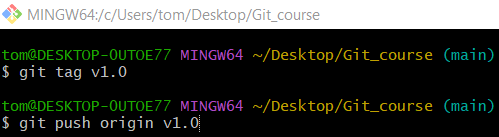 MINGW64:/c/Users/tom/Desktop/Git_course
tom@DESKTOP-OUTOE77 MINGW64 ~/Desktop/Git_course (main)
$ git tag v1.0
tom@DESKTOP-OUTOE77 MINGW64 ~/Desktop/Git_course (main)
$ git push origin v1.0